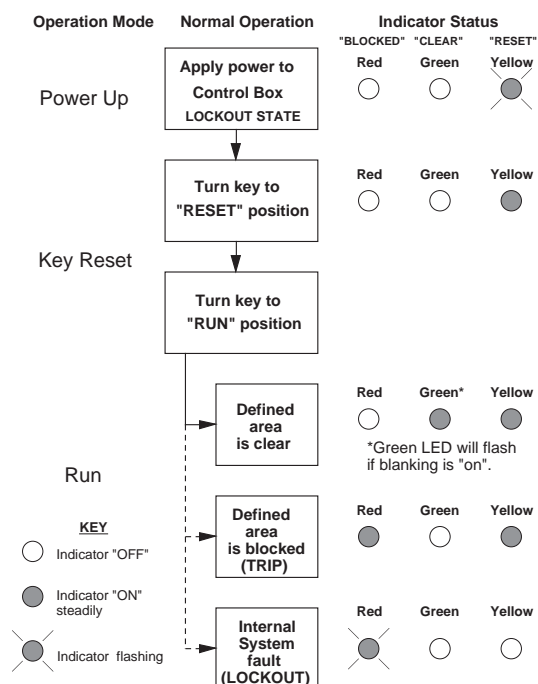 Operation Mode Normal Operation Indicator Status
"BLOCKED" "CLEAR" "RESET"
Power Up
Apply power to
Control Box
LOCKOUT STATE
Red Green Yellow
Turn key to
"RESET" position
Red Green Yellow
Key Reset
Turn key to
"RUN" position
Run
Defined
area
is clear
Red Green* Yellow
*Green LED will flash
if blanking is "on".
Defined
area
is blocked
(TRIP)
Red Green Yellow
Internal
System
fault
(LOCKOUT)
Red Green Yellow
KEY
Indicator "OFF"
Indicator "ON"
steadily
Indicator flashing